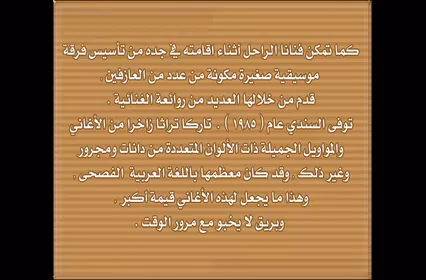 كما تمكن فنانا الراحل أثناء اقامته في جده من تأسيس فرقة
موسيقية صغيرة مكونة من عدد من العازفين .
قدم من خلالها العديد من روائعة الغنائية .
توفى السندي عام ( ١٩٨٥ ) . تاركا تراثا زاخرا من الأغاني
والمواويل الجميلة ذات الألوان المتعددة من دانات ومجرور
وغير ذلك . وقد كان معظمها باللغة العربية الفصحى .
وهذا ما يجعل لهذه الأغاني قيمة أكبر .
وبريق لا يخبو مع مرور الوقت .